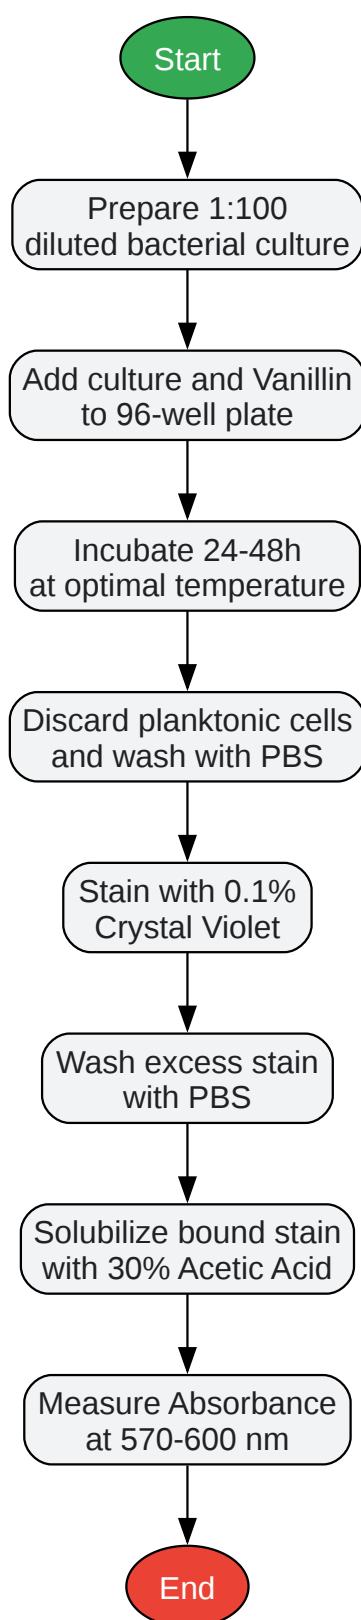 Start
Prepare 1:100
diluted bacterial culture
Add culture and Vanillin
to 96-well plate
Incubate 24-48h
at optimal temperature
Discard planktonic cells
and wash with PBS
Stain with 0.1%
Crystal Violet
Wash excess stain
with PBS
Solubilize bound stain
with 30% Acetic Acid
Measure Absorbance
at 570-600 nm
End